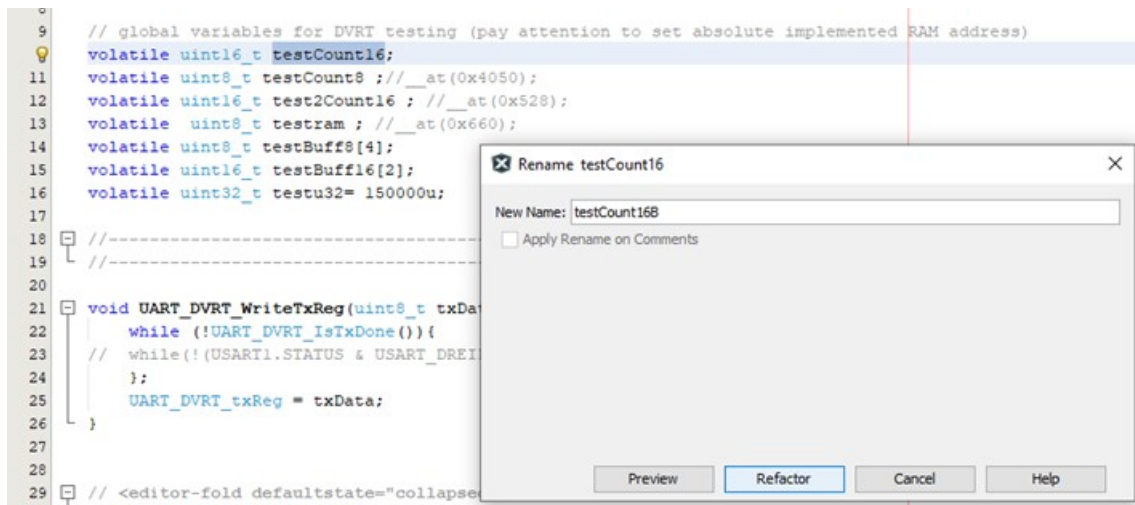 8
9 // global variables for DVRT testing (pay attention to set absolute implemented RAM address)
volatile uint16_t testCount16;
11 volatile uint8_t testCount8 ;//__at(0x4050);
12 volatile uint16_t test2Count16 ; //__at(0x528);
13 volatile  uint8_t testram ; //__at(0x660);
14 volatile uint8_t testBuff8[4];
15 volatile uint16_t testBuff16[2];
16 volatile uint32_t testu32= 150000u;
17
18 //--------------------------------------------
19 //--------------------------------------------
20
21 void UART_DVRT_WriteTxReg(uint8_t txDa
22 while (!UART_DVRT_IsTxDone()){
23 //  while(!(USART1.STATUS & USART_DREI
24 };
25 UART_DVRT_txReg = txData;
26 }
27
28
29 // <editor-fold defaultstate="collapse
Rename testCount16
New Name: testCount16B
Apply Rename on Comments
Preview Refactor Cancel Help